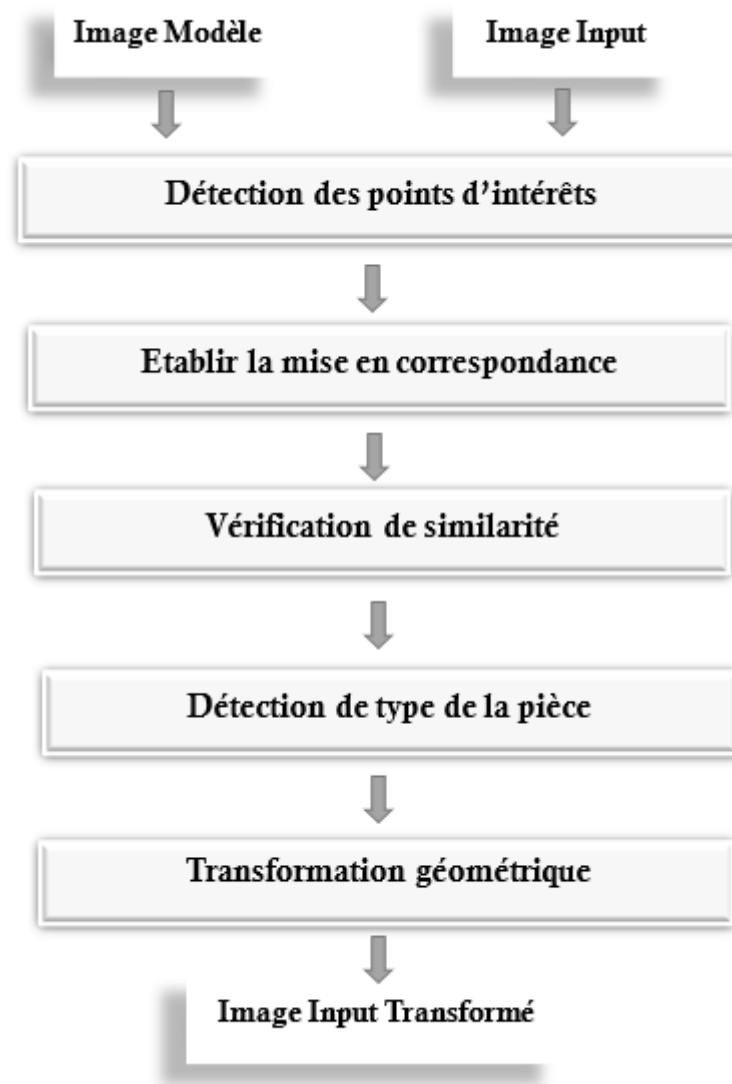 Image Modèle
Image Input
Détection des points d'intérêts
Etablir la mise en correspondance
Vérification de similarité
Détection de type de la pièce
Transformation géométrique
Image Input Transformé